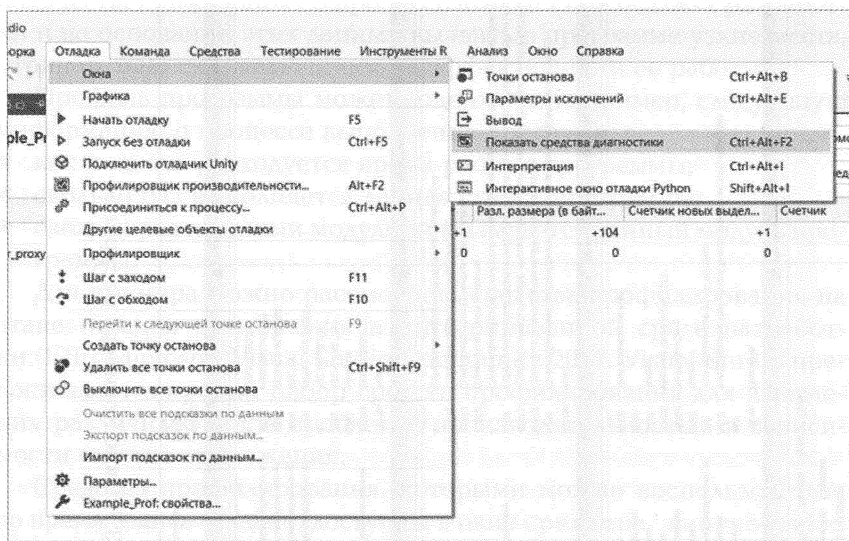 dio
орка Отладка Команда Средства Тестирование Инструменты R Анализ Окно Справка
Окна
Графика
Начать отладку F5
Запуск без отладки Ctrl+F5
Подключить отладчик Unity
Профилировщик производительности... Alt+F2
Присоединиться к процессу... Ctrl+Alt+P
Другие целевые объекты отладки
Профилировщик
Шаг с заходом F11
Шаг с обходом F10
Перейти к следующей точке останова F9
Создать точку останова
Удалить все точки останова Ctrl+Shift+F9
Выключить все точки останова
Очистить все подсказки по данным
Экспорт подсказок по данным...
Импорт подсказок по данным...
Параметры...
Example_Prof: свойства...
Точки останова Ctrl+Alt+B
Параметры исключений Ctrl+Alt+E
Вывод
Показать средства диагностики Ctrl+Alt+F2
Интерпретация Ctrl+Alt+I
Интерактивное окно отладки Python Shift+Alt+I
ple_Pr
r_proxy
Разл. размера (в байт... Счетчик новых выдел... Счетчик
+1 +104 +1
0 0 0